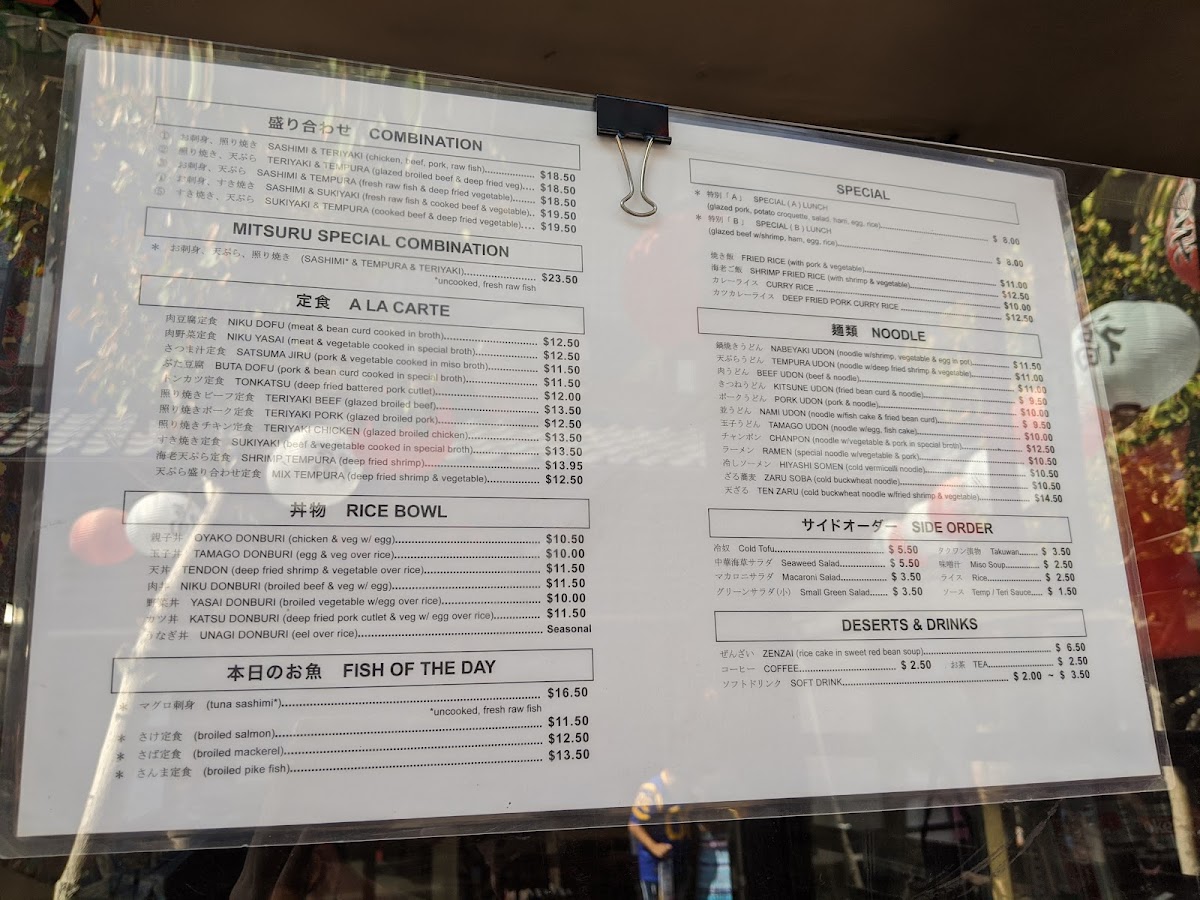 盛り合わせ COMBINATION
① お刺身、照り焼き SASHIMI & TERIYAKI (chicken, beef, pork, raw fish)..... $18.50
② 照り焼き、天ぷら TERIYAKI & TEMPURA (glazed broiled beef & deep fried veg).... $18.50
③ お刺身、天ぷら SASHIMI & TEMPURA (fresh raw fish & deep fried vegetable)..... $18.50
④ お刺身、すき焼き SASHIMI & SUKIYAKI (fresh raw fish & cooked beef & vegetable).. $19.50
⑤ すき焼き、天ぷら SUKIYAKI & TEMPURA (cooked beef & deep fried vegetable).... $19.50
MITSURU SPECIAL COMBINATION
* お刺身、天ぷら、照り焼き (SASHIMI* & TEMPURA & TERIYAKI)..... $23.50
*uncooked, fresh raw fish
定食 A LA CARTE
肉豆腐定食 NIKU DOFU (meat & bean curd cooked in broth)..... $12.50
肉野菜定食 NIKU YASAI (meat & vegetable cooked in special broth)..... $12.50
さつま汁定食 SATSUMA JIRU (pork & vegetable cooked in miso broth)..... $11.50
ぶた豆腐 BUTA DOFU (pork & bean curd cooked in special broth)..... $11.50
トンカツ定食 TONKATSU (deep fried battered pork cutlet)..... $12.00
照り焼きビーフ定食 TERIYAKI BEEF (glazed broiled beef)..... $13.50
照り焼きポーク定食 TERIYAKI PORK (glazed broiled pork)..... $12.50
照り焼きチキン定食 TERIYAKI CHICKEN (glazed broiled chicken)..... $13.50
すき焼き定食 SUKIYAKI (beef & vegetable cooked in special broth)..... $13.50
海老天ぷら定食 SHRIMP TEMPURA (deep fried shrimp)..... $13.95
天ぷら盛り合わせ定食 MIX TEMPURA (deep fried shrimp & vegetable)..... $12.50
丼物 RICE BOWL
親子丼 OYAKO DONBURI (chicken & veg w/ egg)..... $10.50
玉子丼 TAMAGO DONBURI (egg & veg over rice)..... $10.00
天丼 TENDON (deep fried shrimp & vegetable over rice)..... $11.50
肉丼 NIKU DONBURI (broiled beef & veg w/ egg)..... $11.50
野菜丼 YASAI DONBURI (broiled vegetable w/egg over rice)..... $10.00
カツ丼 KATSU DONBURI (deep fried pork cutlet & veg w/ egg over rice)..... $11.50
うなぎ丼 UNAGI DONBURI (eel over rice)..... Seasonal
本日のお魚 FISH OF THE DAY
* マグロ刺身 (tuna sashimi*)..... $16.50
*uncooked, fresh raw fish
* さけ定食 (broiled salmon)..... $11.50
* さば定食 (broiled mackerel)..... $12.50
* さんま定食 (broiled pike fish)..... $13.50
SPECIAL
* 特別「A」 SPECIAL ( A ) LUNCH
(glazed pork, potato croquette, salad, ham, egg, rice)..... $ 8.00
* 特別「B」 SPECIAL ( B ) LUNCH
(glazed beef w/shrimp, ham, egg, rice)..... $ 8.00
焼き飯 FRIED RICE (with pork & vegetable)..... $11.00
海老ご飯 SHRIMP FRIED RICE (with shrimp & vegetable)..... $12.50
カレーライス CURRY RICE ..... $10.00
カツカレーライス DEEP FRIED PORK CURRY RICE ..... $12.50
麺類 NOODLE
鍋焼きうどん NABEYAKI UDON (noodle w/shrimp, vegetable & egg in pot)..... $11.50
天ぷらうどん TEMPURA UDON (noodle w/deep fried shrimp & vegetable)..... $11.00
肉うどん BEEF UDON (beef & noodle)..... $11.00
きつねうどん KITSUNE UDON (fried bean curd & noodle)..... $ 9.50
ポークうどん PORK UDON (pork & noodle)..... $10.00
並うどん NAMI UDON (noodle w/fish cake & fried bean curd)..... $ 9.50
玉子うどん TAMAGO UDON (noodle w/egg, fish cake)..... $10.00
チャンポン CHANPON (noodle w/vegetable & pork in special broth)..... $12.50
ラーメン RAMEN (special noodle w/vegetable & pork)..... $10.50
冷しソーメン HIYASHI SOMEN (cold vermicelli noodle)..... $10.50
ざる蕎麦 ZARU SOBA (cold buckwheat noodle)..... $10.50
天ざる TEN ZARU (cold buckwheat noodle w/fried shrimp & vegetable)..... $14.50
サイドオーダー SIDE ORDER
冷奴 Cold Tofu..... $ 5.50 タクワン漬物 Takuwan..... $ 3.50
中華海草サラダ Seaweed Salad..... $ 5.50 味噌汁 Miso Soup..... $ 2.50
マカロニサラダ Macaroni Salad..... $ 3.50 ライス Rice..... $ 2.50
グリーンサラダ(小) Small Green Salad..... $ 3.50 ソース Temp / Teri Sauce..... $ 1.50
DESERTS & DRINKS
ぜんざい ZENZAI (rice cake in sweet red bean soup)..... $ 6.50
コーヒー COFFEE..... $ 2.50 お茶 TEA..... $ 2.50
ソフトドリンク SOFT DRINK..... $ 2.00 ~ $ 3.50